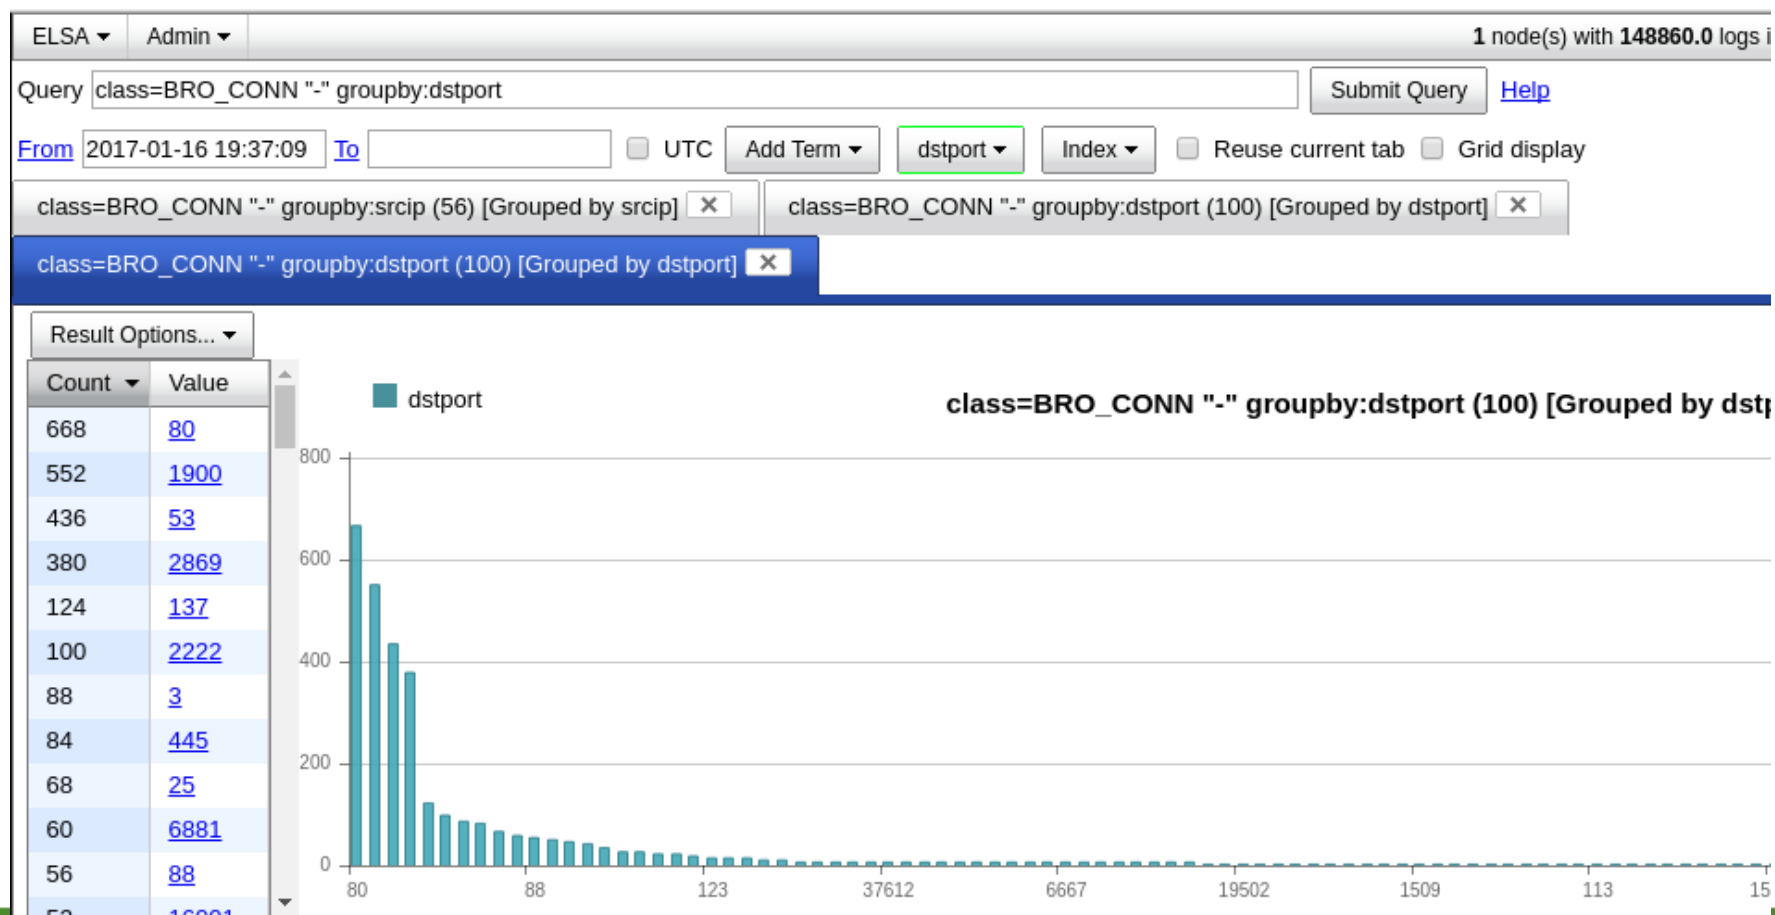 ELSA Admin 1 node(s) with 148860.0 logs i
Query class=BRO_CONN "-" groupby:dstport Submit Query Help
From 2017-01-16 19:37:09 To UTC Add Term dstport Index Reuse current tab Grid display
class=BRO_CONN "-" groupby:srcip (56) [Grouped by srcip] class=BRO_CONN "-" groupby:dstport (100) [Grouped by dstport]
class=BRO_CONN "-" groupby:dstport (100) [Grouped by dstport]
Result Options...
Count Value
668 80
552 1900
436 53
380 2869
124 137
100 2222
88 3
84 445
68 25
60 6881
56 88
dstport
class=BRO_CONN "-" groupby:dstport (100) [Grouped by dstp
800
600
400
200
0
80 88 123 37612 6667 19502 1509 113 15